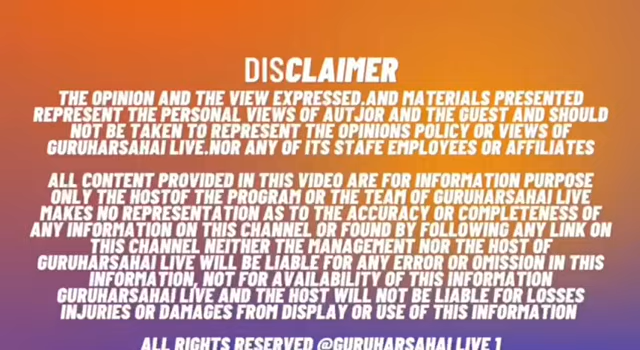 DISCLAIMER
THE OPINION AND THE VIEW EXPRESSED.AND MATERIALS PRESENTED
REPRESENT THE PERSONAL VIEWS OF AUTJOR AND THE GUEST AND SHOULD
NOT BE TAKEN TO REPRESENT THE OPINIONS POLICY OR VIEWS OF
GURUHARSAHAI LIVE.NOR ANY OF ITS STAFE EMPLOYEES OR AFFILIATES
ALL CONTENT PROVIDED IN THIS VIDEO ARE FOR INFORMATION PURPOSE
ONLY THE HOSTOF THE PROGRAM OR THE TEAM OF GURUHARSAHAI LIVE
MAKES NO REPRESENTATION AS TO THE ACCURACY OR COMPLETENESS OF
ANY INFORMATION ON THIS CHANNEL OR FOUND BY FOLLOWING ANY LINK ON
THIS CHANNEL NEITHER THE MANAGEMENT NOR THE HOST OF
GURUHARSAHAI LIVE WILL BE LIABLE FOR ANY ERROR OR OMISSION IN THIS
INFORMATION, NOT FOR AVAILABILITY OF THIS INFORMATION
GURUHARSAHAI LIVE AND THE HOST WILL NOT BE LIABLE FOR LOSSES
INJURIES OR DAMAGES FROM DISPLAY OR USE OF THIS INFORMATION
ALL RIGHTS RESERVED @GURUHARSAHAI LIVE 1